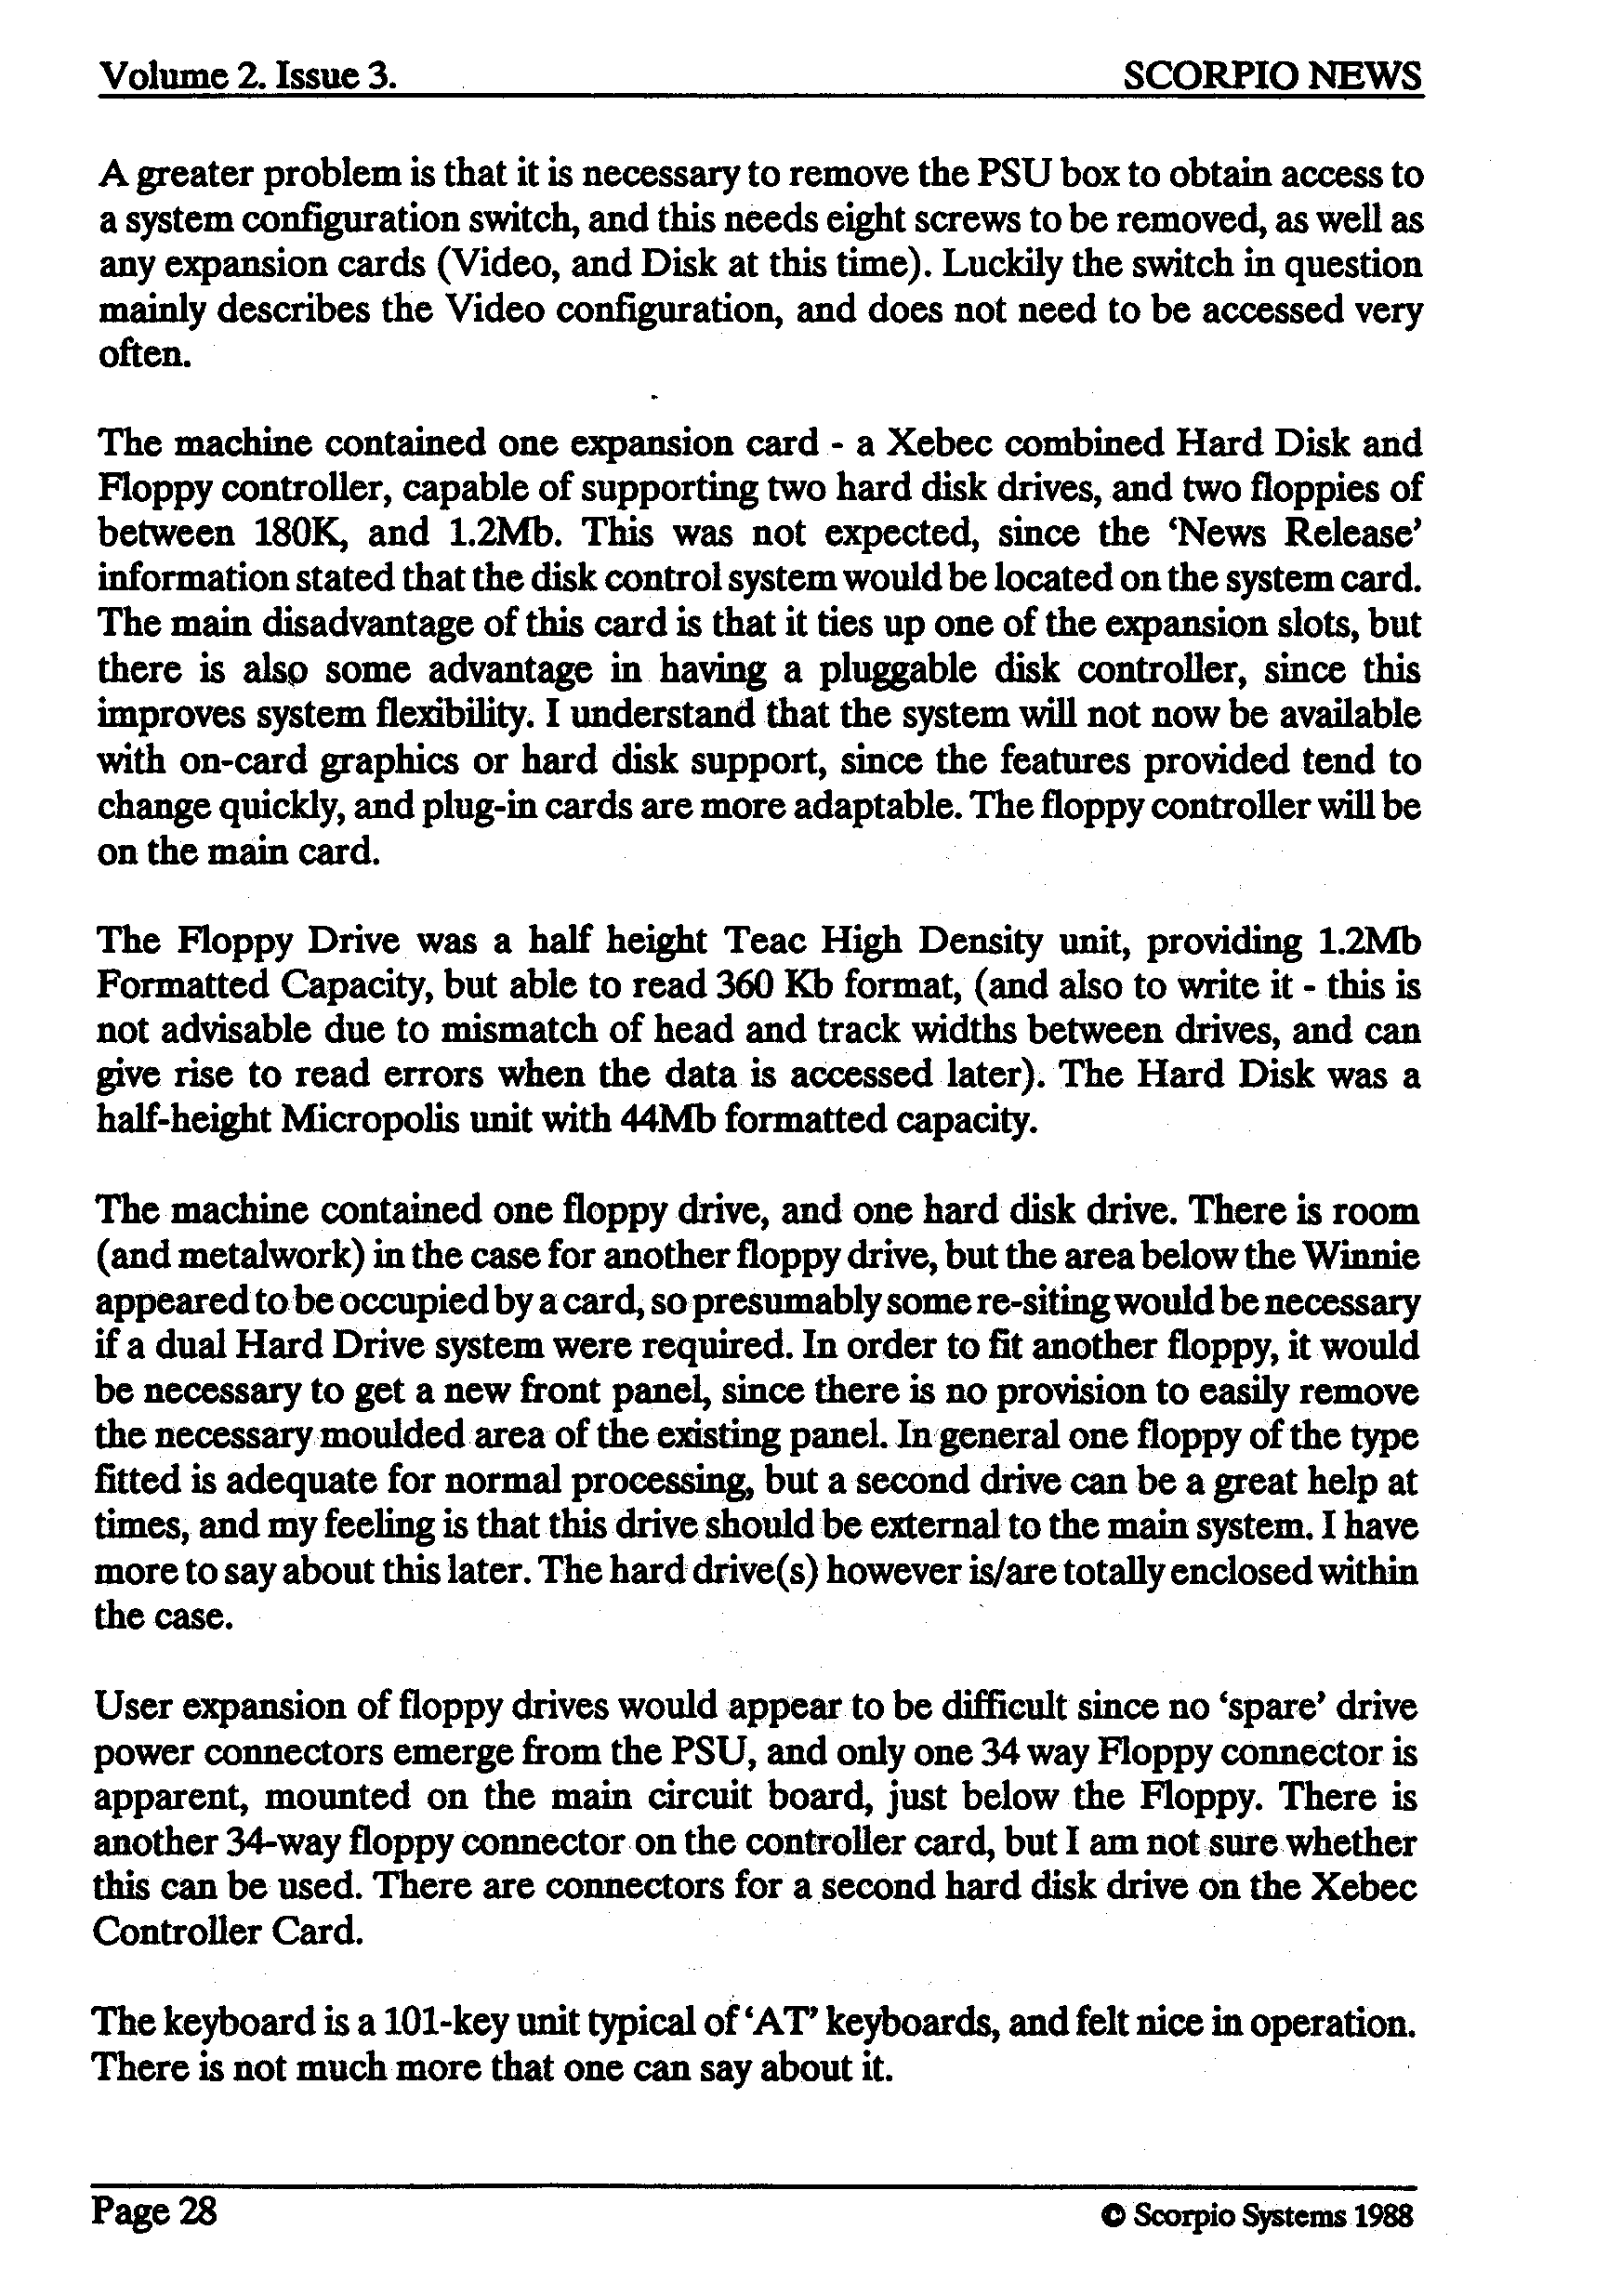 Volume 2. Issue 3. SCORPIO NEWS
A greater problem is that it is necessary to remove the PSU box to obtain access to
a system configuration switch, and this needs eight screws to be removed, as well as
any expansion cards (Video, and Disk at this time). Luckily the switch in question
mainly describes the Video configuration, and does not need to be accessed very
often.
The machine contained one expansion card - a Xebec combined Hard Disk and
Floppy controller, capable of supporting two hard disk drives, and two floppies of
between 180K, and 1.2Mb. This was not expected, since the ‘News Release’
information stated that the disk control system would be located on the system card.
The main disadvantage of this card is that it ties up one of the expansion slots, but
there is also some advantage in having a pluggable disk controller, since this
improves system flexibility. I understand that the system will not now be available
with on-card graphics or hard disk support, since the features provided tend to
change quickly, and plug-in cards are more adaptable. The floppy controller will be
on the main card.
The Floppy Drive was a half height Teac High Density unit, providing 1.2Mb
Formatted Capacity, but able to read 360 Kb format, (and also to write it - this is
not advisable due to mismatch of head and track widths between drives, and can
give rise to read errors when the data is accessed later). The Hard Disk was a
half-height Micropolis unit with 44Mb formatted capacity.
The machine contained one floppy drive, and one hard disk drive. There is room
(and metalwork) in the case for another floppy drive, but the area below the Winnie
appeared to be occupied by a card, so presumably some re-siting would be necessary
if a dual Hard Drive system were required. In order to fit another floppy, it would
be necessary to get a new front panel, since there is no provision to easily remove
the necessary moulded area of the existing panel. In general one floppy of the type
fitted is adequate for normal processing, but a second drive can be a great help at
times, and my feeling is that this drive should be external to the main system. I have
more to say about this later. The hard drive(s) however is/are totally enclosed within
the case.
User expansion of floppy drives would appear to be difficult since no ‘spare’ drive
power connectors emerge from the PSU, and only one 34 way Floppy connector is
apparent, mounted on the main circuit board, just below the Floppy. There is
another 34-way floppy connector on the controller card, but I am not sure whether
this can be used. There are connectors for a second hard disk drive on the Xebec
Controller Card.
The keyboard is a 101-key unit typical of ‘AT’ keyboards, and felt nice in operation.
There is not much more that one can say about it.
Page 28 © Scorpio Systems 1988